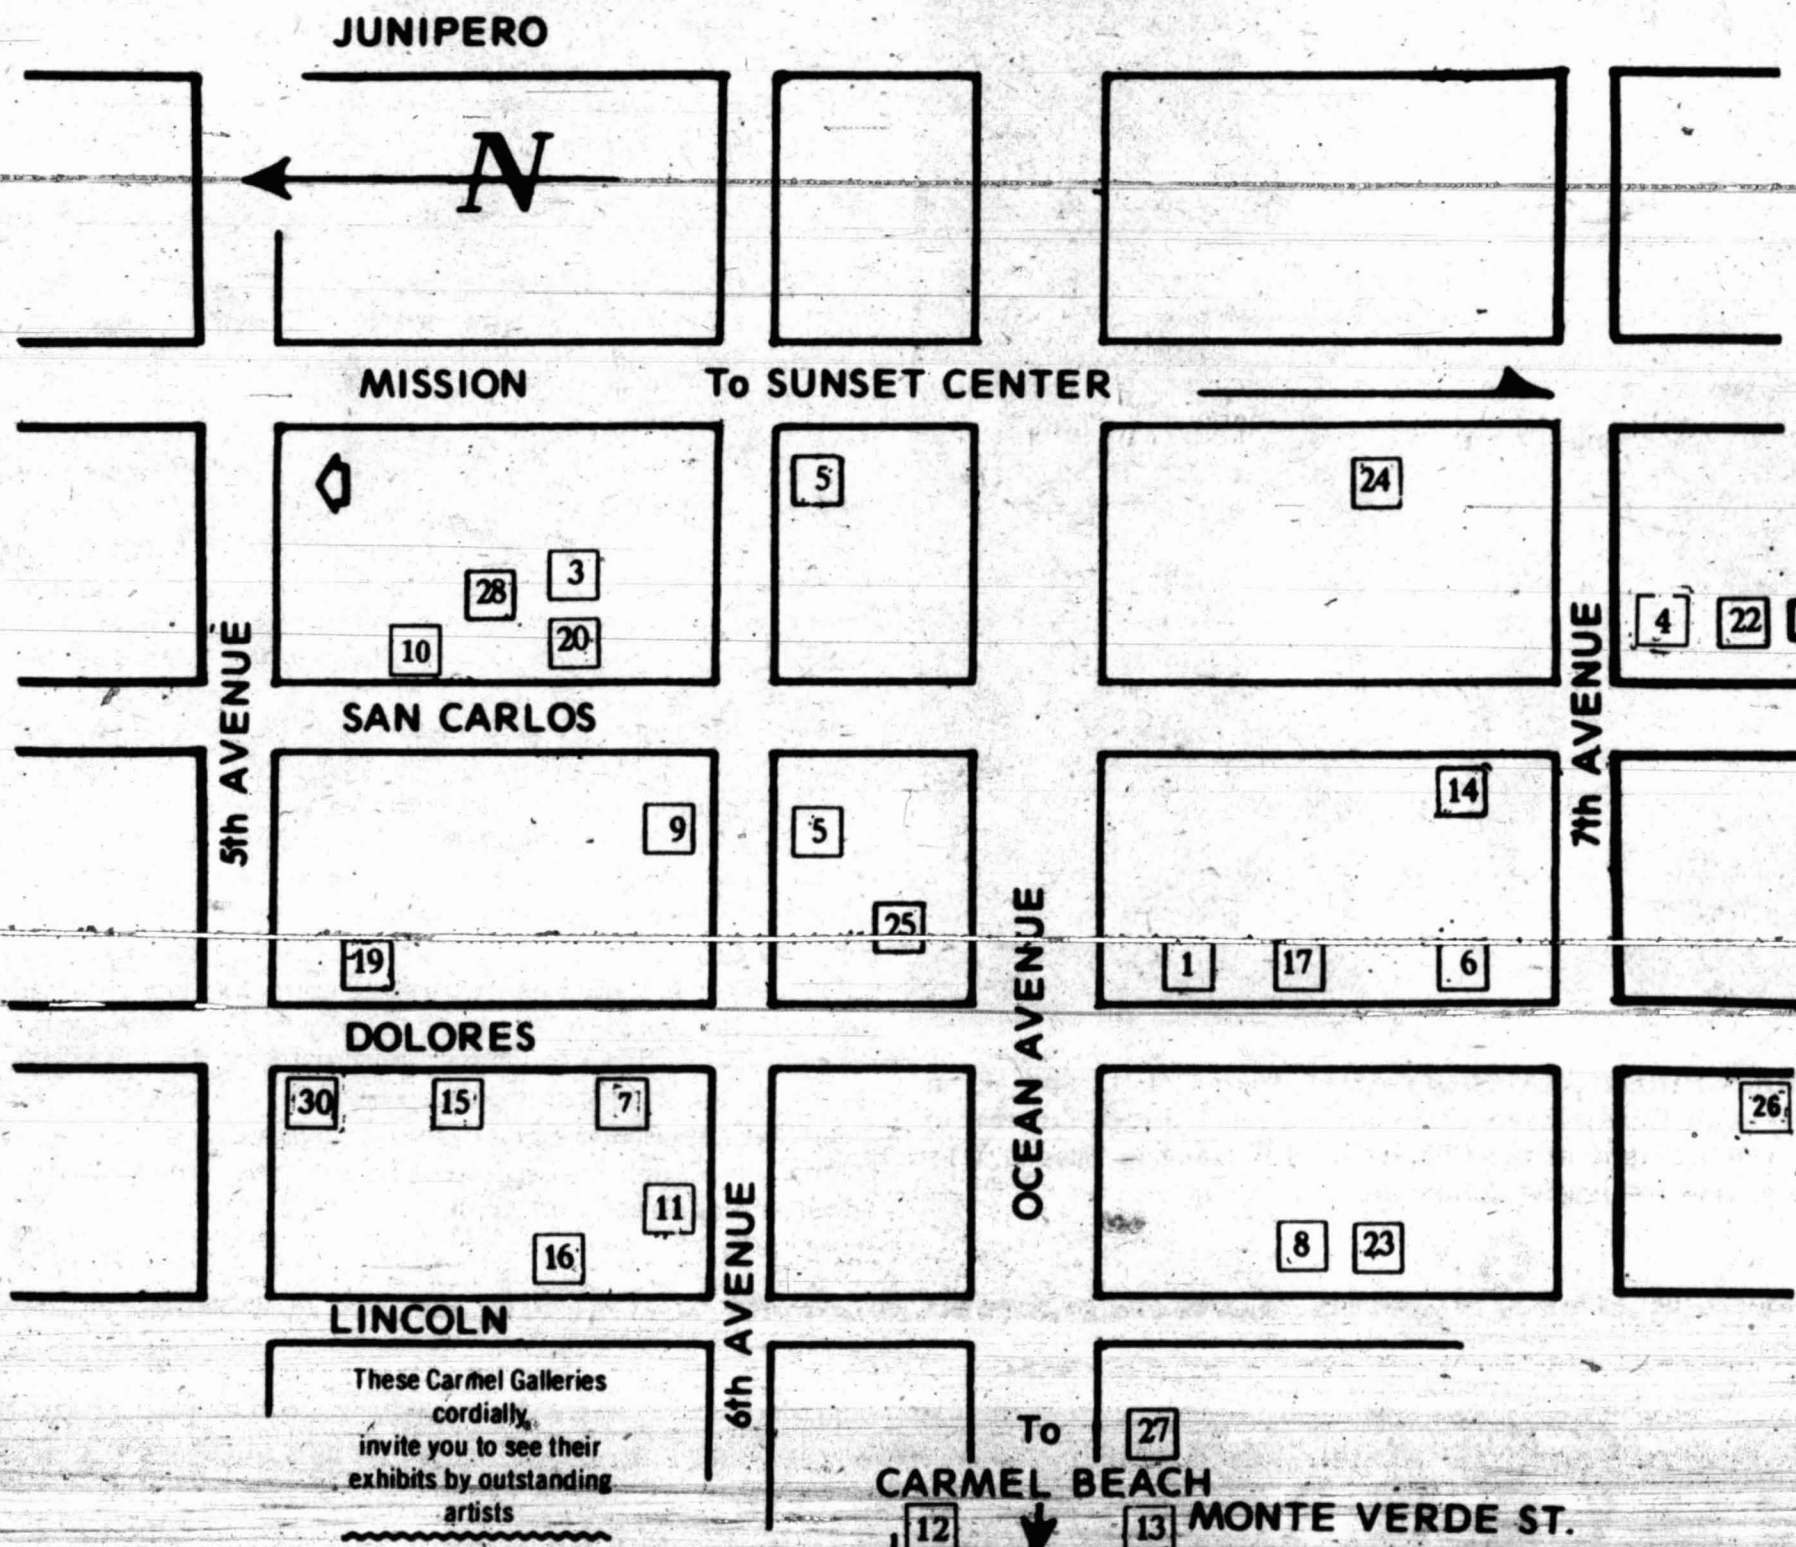 JUNIPERO
N
MISSION To SUNSET CENTER
5 24
28 3
10 20
4 22
5th AVENUE
7th AVENUE
SAN CARLOS
14
9 5
25
19 1 17 6
OCEAN AVENUE
DOLORES
30 15 7 26
11
16 8 23
6th AVENUE
LINCOLN
These Carmel Galleries
cordially
invite you to see their
exhibits by outstanding
artists
To 27
CARMEL BEACH
12 13 MONTE VERDE ST.